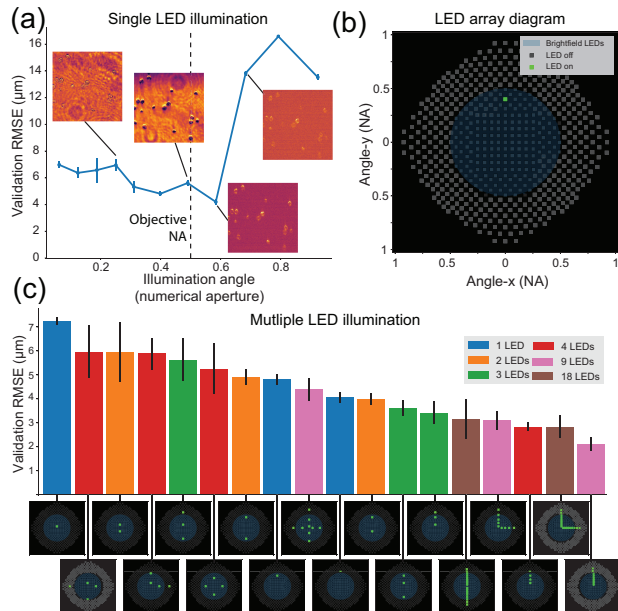 (a)
Single LED illumination
16
14
12
10
8
6
4
2
0
Validation RMSE (μm)
Objective
NA
0.2
0.4
0.6
0.8
Illumination angle
(numerical aperture)
(b)
LED array diagram
Brightfield LEDs
LED off
LED on
1
0.5
0
0.5
1
Angle-y (NA)
1
0.5
0
0.5
1
Angle-x (NA)
(c)
Mutliple LED illumination
7
6
5
4
3
2
1
Validation RMSE (μm)
1 LED
2 LEDs
3 LEDs
4 LEDs
9 LEDs
18 LEDs